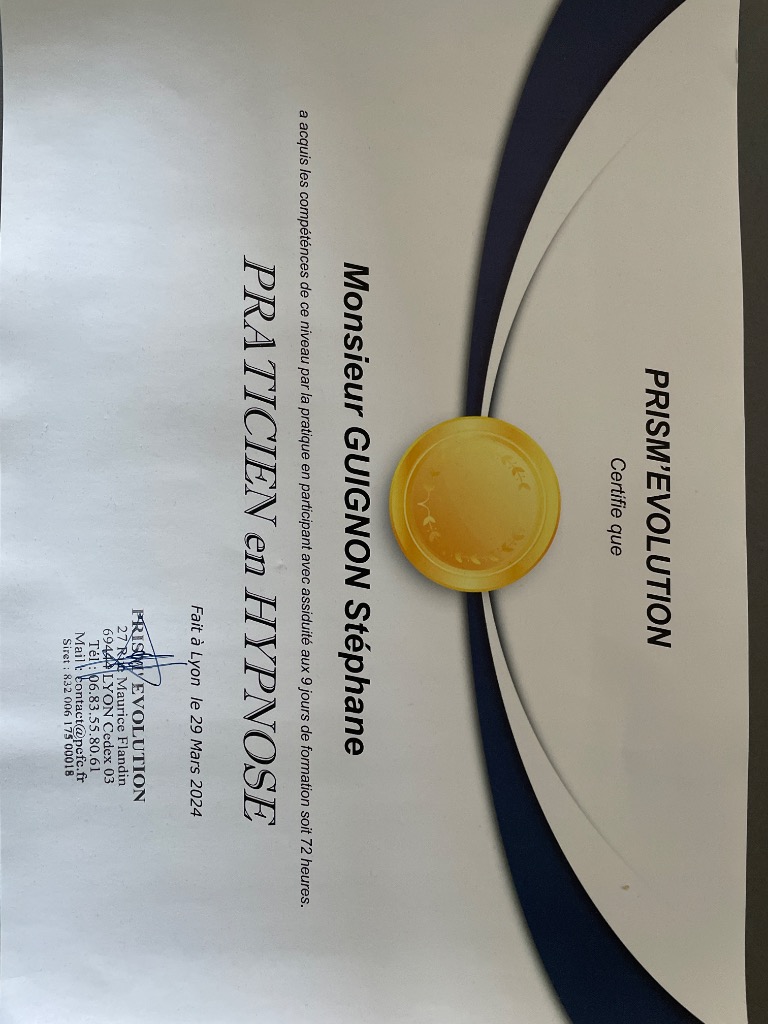 PRISM'EVOLUTION
Certifie que
Monsieur GUIGNON Stéphane
a acquis les compéténces de ce niveau par la pratique en participant avec assiduité aux 9 jours de formation soit 72 heures.
PRATICIEN en HYPNOSE
Fait à Lyon le 29 Mars 2024
PRISM' EVOLUTION
27 Rue Maurice Flandin
69444 LYON Cedex 03
Tél : 06.83.55.80.61
Mail contact@pefc.fr
Siret : 832 006 175 00018